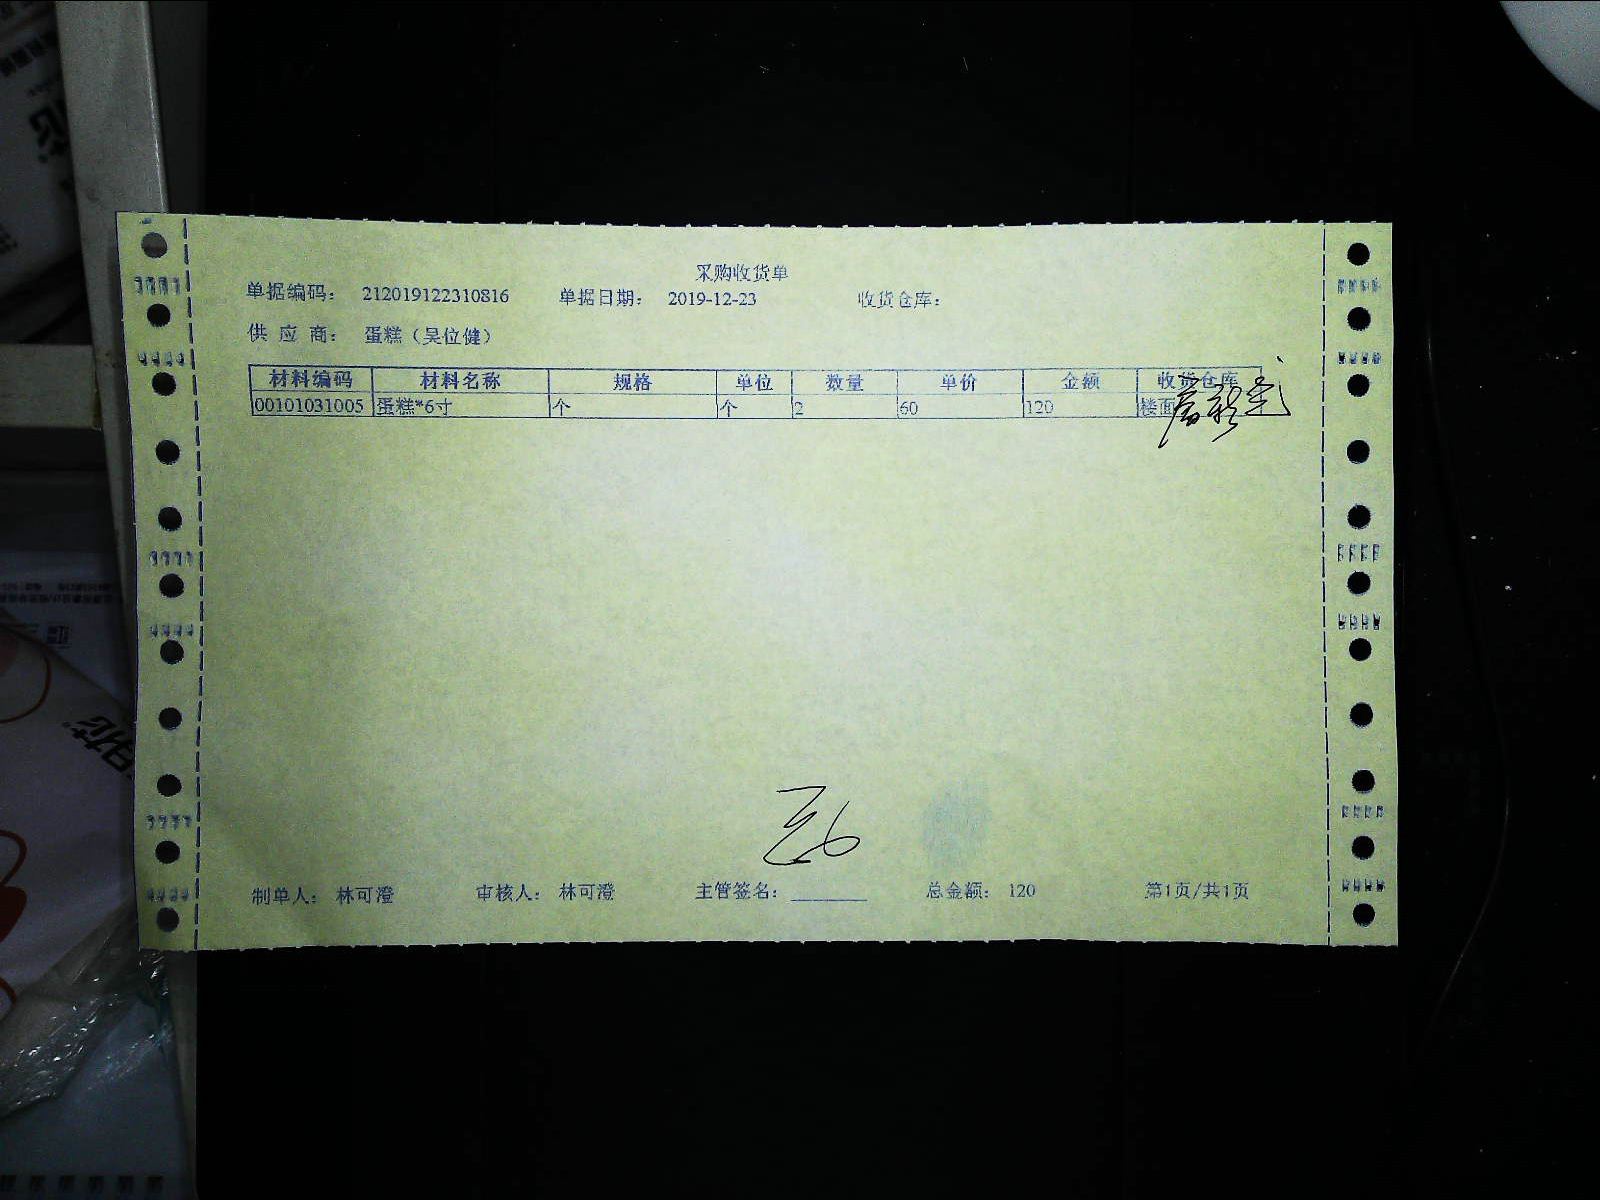 采购收货单
单据编码: 212019122310816 单据日期: 2019-12-23 收货仓库:
供 应 商: 蛋糕（吴位健）
材料编码 材料名称 规格 单位 数量 单价 金额 收货仓库
00101031005 蛋糕*6寸 个 个 2 60 120 楼面
制单人: 林可澄 审核人: 林可澄 主管签名: ________ 总金额: 120 第1页/共1页